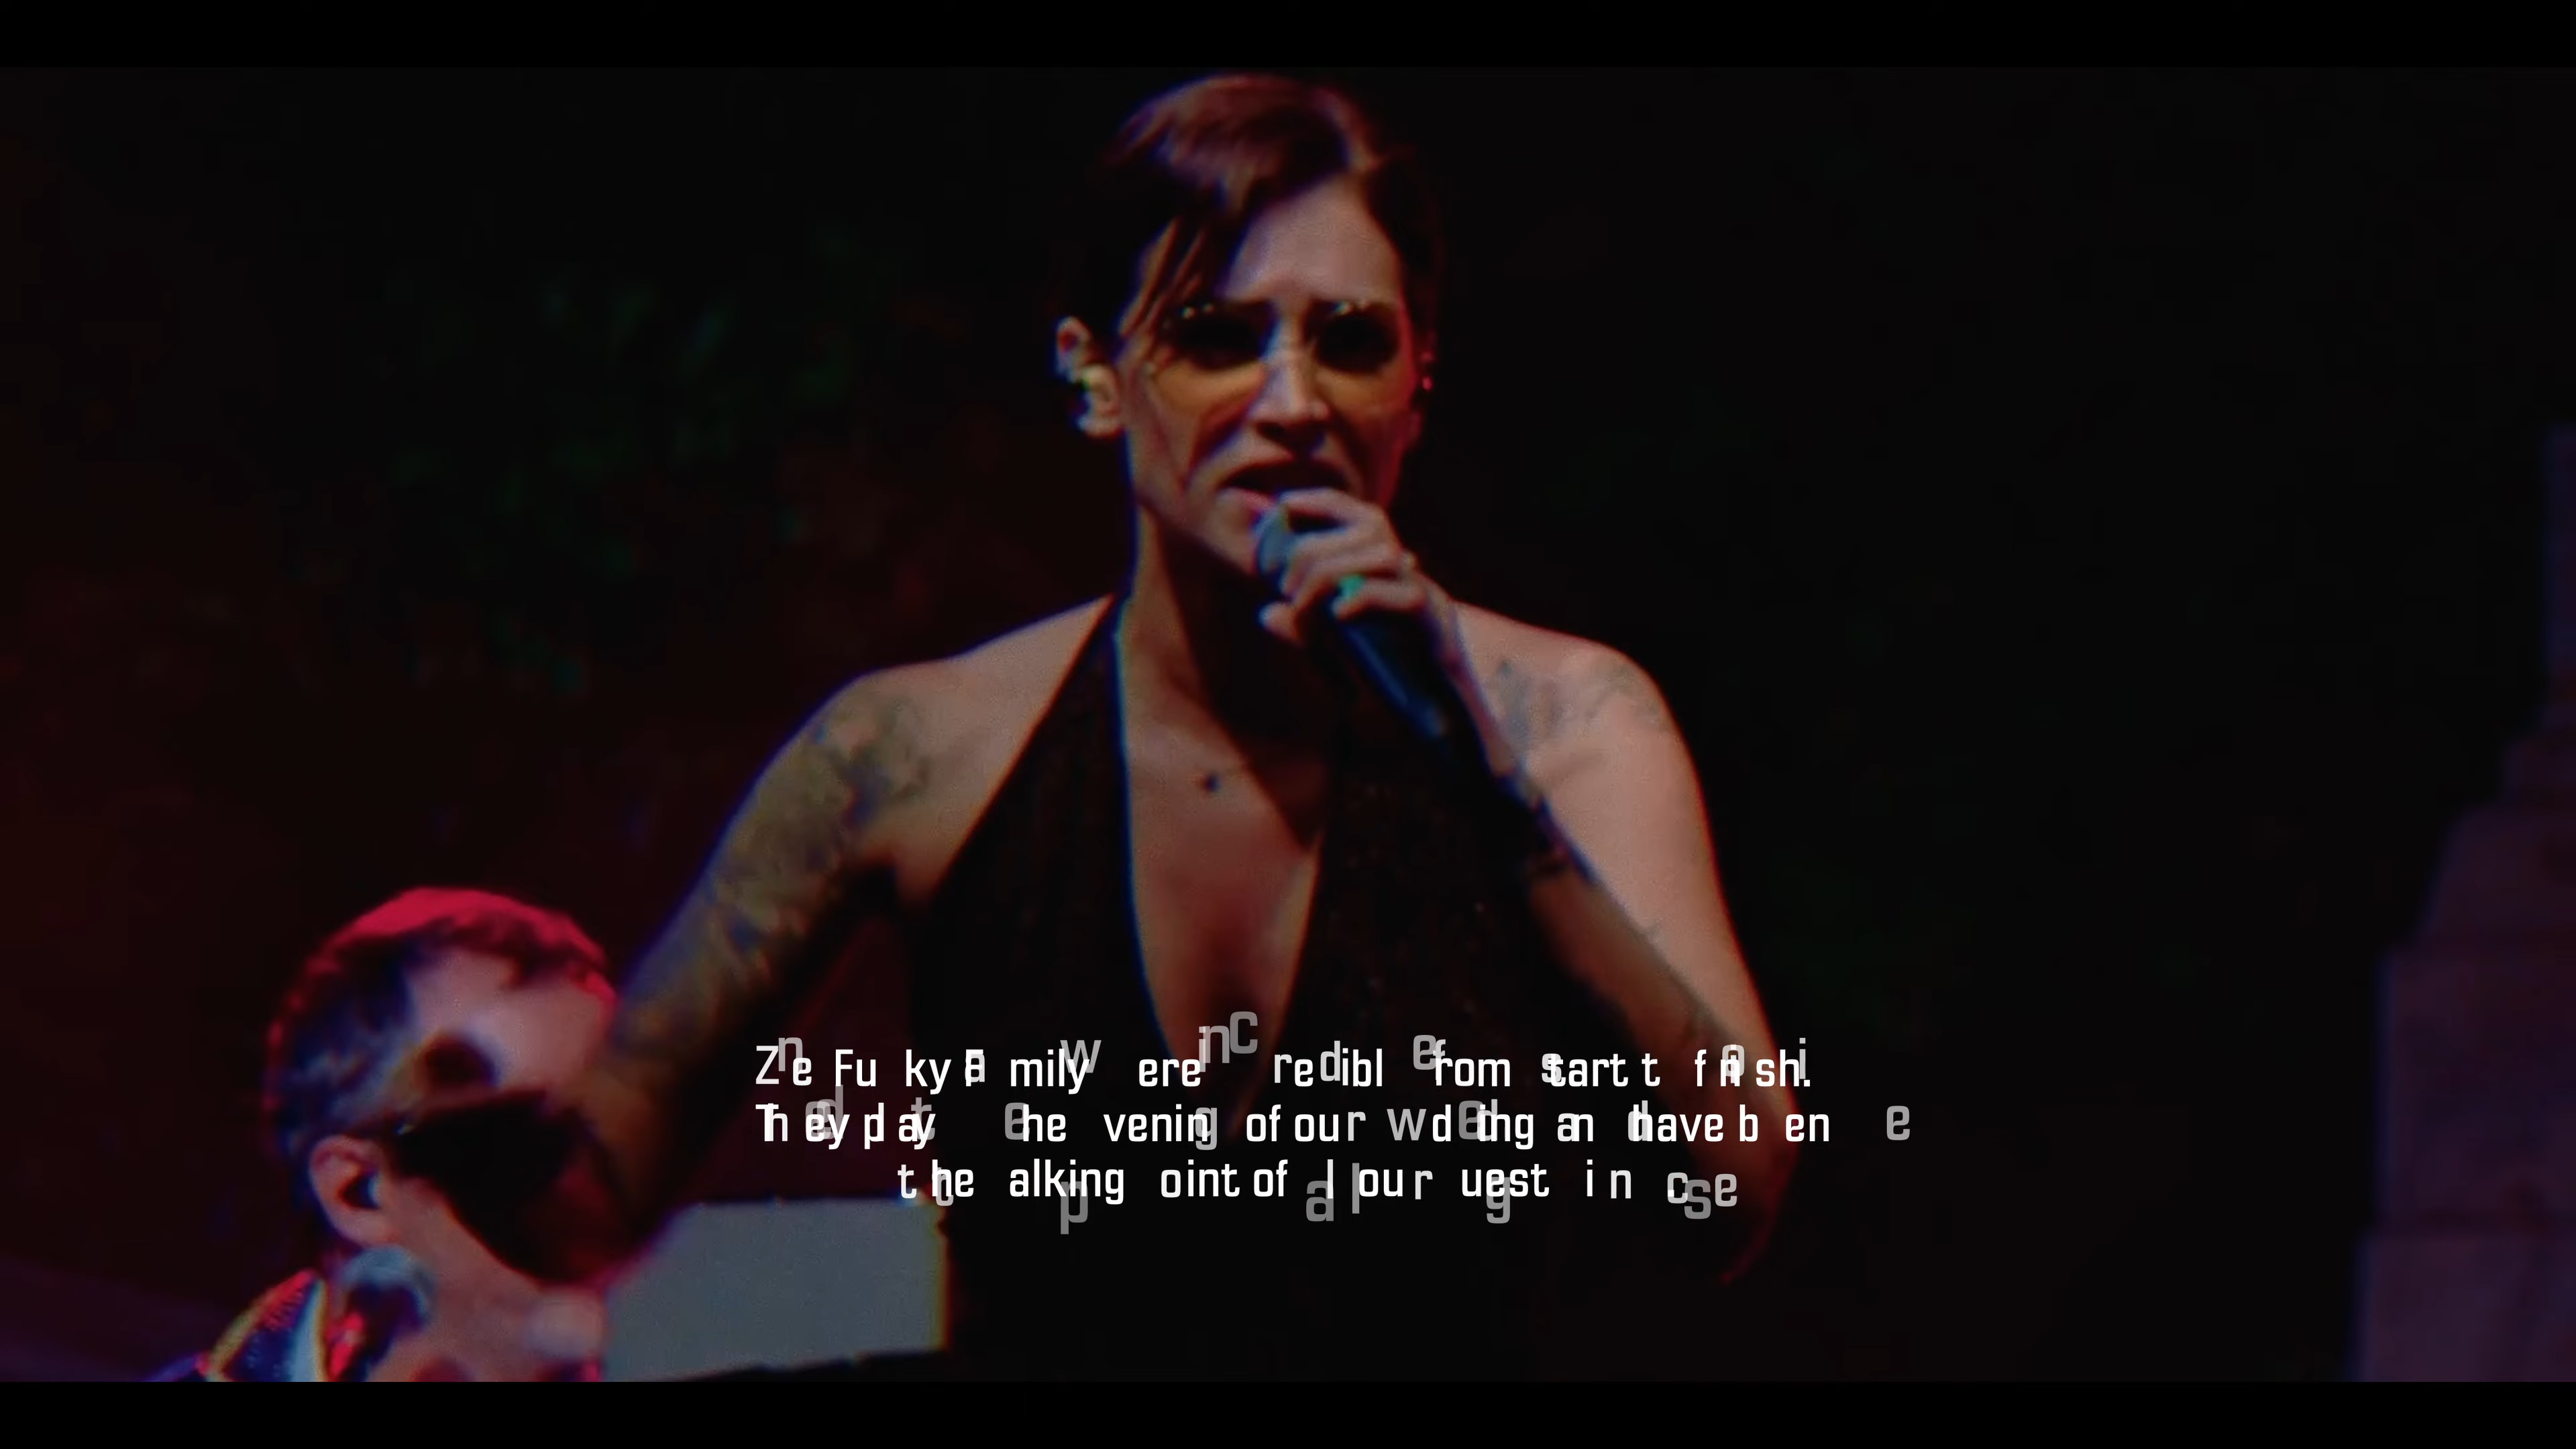 Ze Funky Family were incredible from start to finish.
They played the evening of our wedding and have been
the talking point of all our guest since.